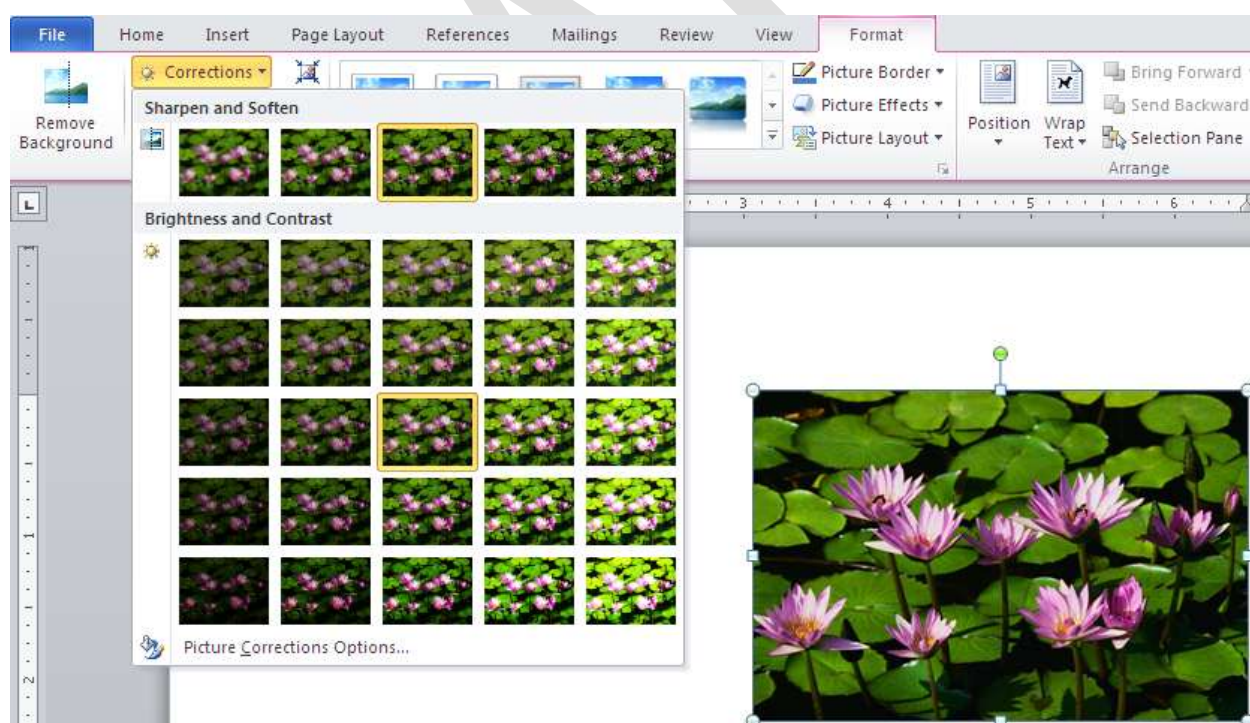 File Home Insert Page Layout References Mailings Review View Format
Corrections
Picture Border
Bring Forward
Sharpen and Soften
Picture Effects
Send Backward
Remove
Background
Position
Wrap
Text
Picture Layout
Selection Pane
Arrange
3 4 5 6
Brightness and Contrast
Picture Corrections Options...
2